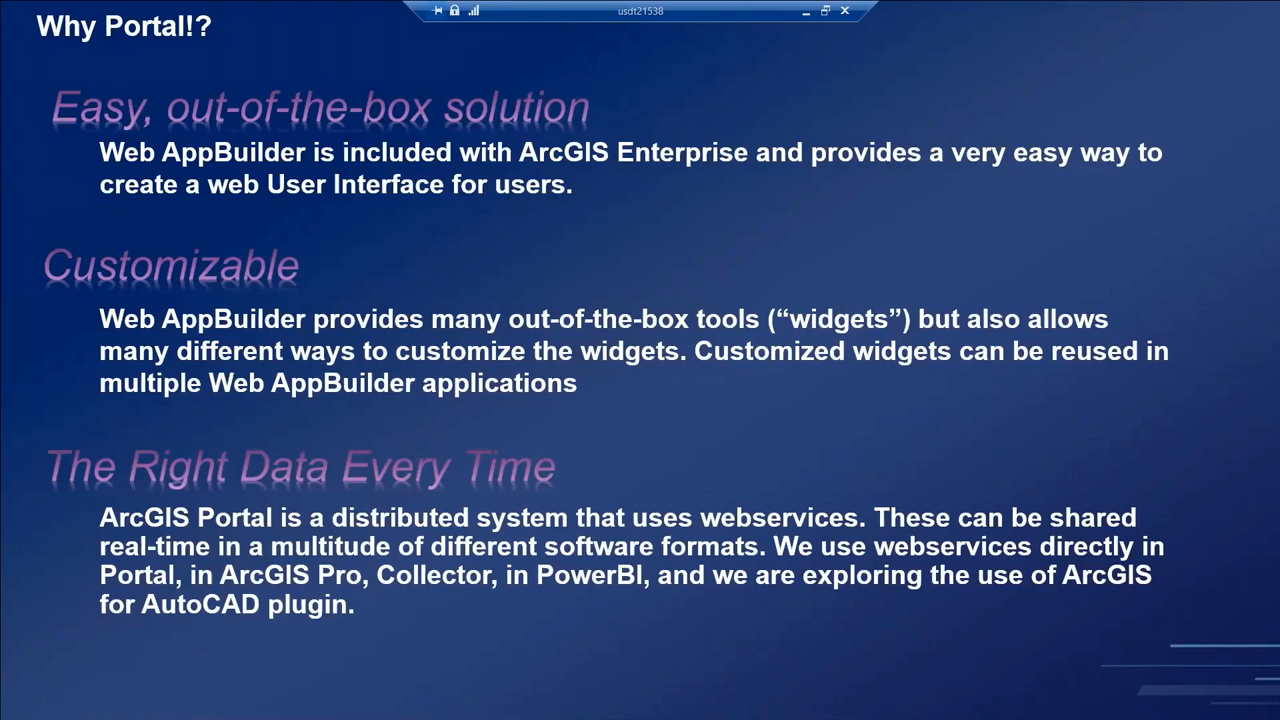 usdt21538
Why Portal!?
Easy, out-of-the-box solution
Web AppBuilder is included with ArcGIS Enterprise and provides a very easy way to
create a web User Interface for users.
Customizable
Web AppBuilder provides many out-of-the-box tools (“widgets”) but also allows
many different ways to customize the widgets. Customized widgets can be reused in
multiple Web AppBuilder applications
The Right Data Every Time
ArcGIS Portal is a distributed system that uses webservices. These can be shared
real-time in a multitude of different software formats. We use webservices directly in
Portal, in ArcGIS Pro, Collector, in PowerBI, and we are exploring the use of ArcGIS
for AutoCAD plugin.